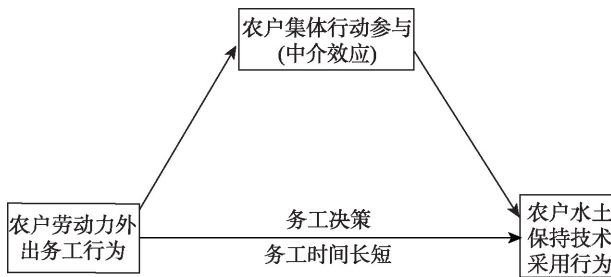 农户集体行动参与
(中介效应)
农户劳动力外
出务工行为
务工决策
务工时间长短
农户水土
保持技术
采用行为